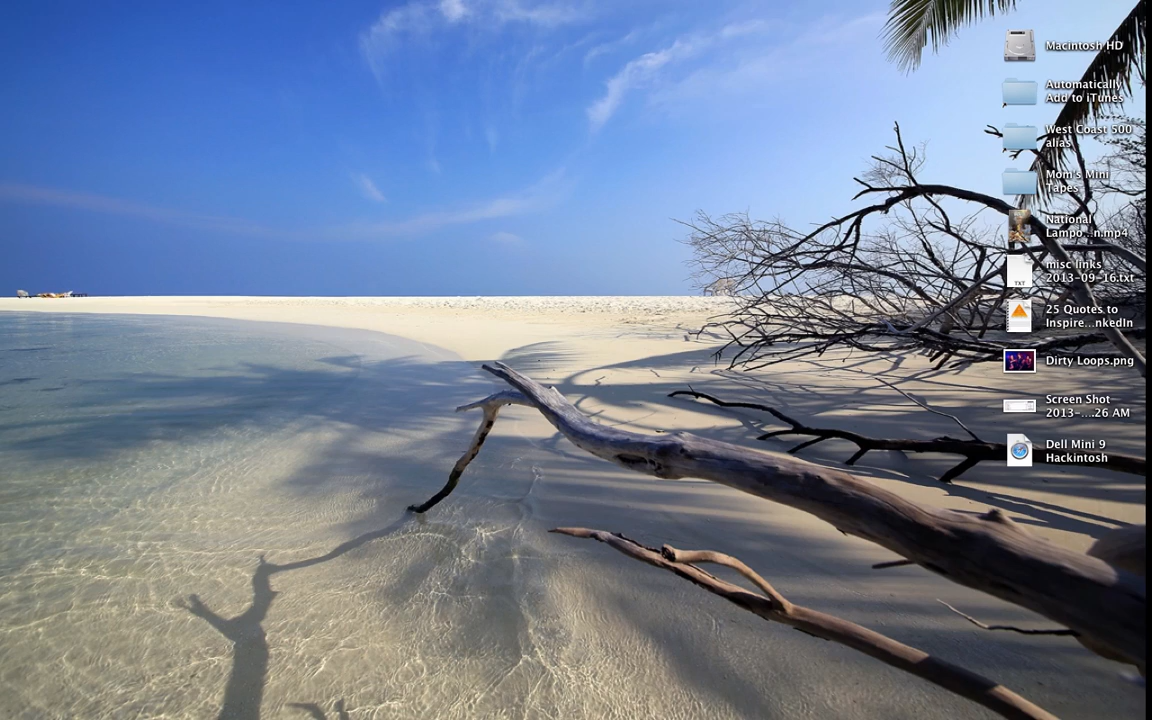 Macintosh HD
Automatically
Add to iTunes
West Coast 500
alias
Mom's Mini
Tapes
National
Lampo...n.mp4
misc links
2013-09-16.txt
TXT
25 Quotes to
Inspire...nkedIn
Dirty Loops.png
Screen Shot
2013-....26 AM
Dell Mini 9
Hackintosh